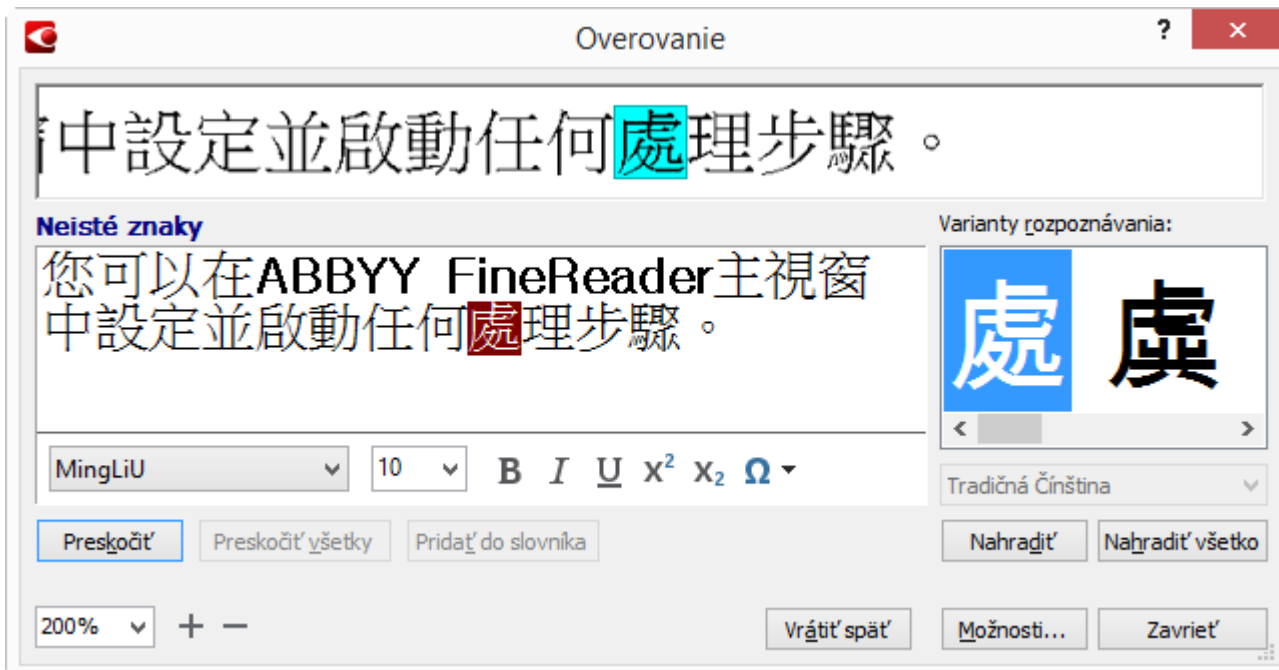 Overovanie
?
中設定並啟動任何處理步驟。
Neisté znaky
Varianty rozpoznávania:
您可以在ABBYY FineReader主視窗
中設定並啟動任何處理步驟。
處 虞
MingLiU 10 B I U X² X₂ Ω
Tradičná Čínština
Preskočiť Preskočiť všetky Pridať do slovníka Nahradiť Nahradiť všetko
200% + − Vrátiť späť Možnosti... Zavrieť